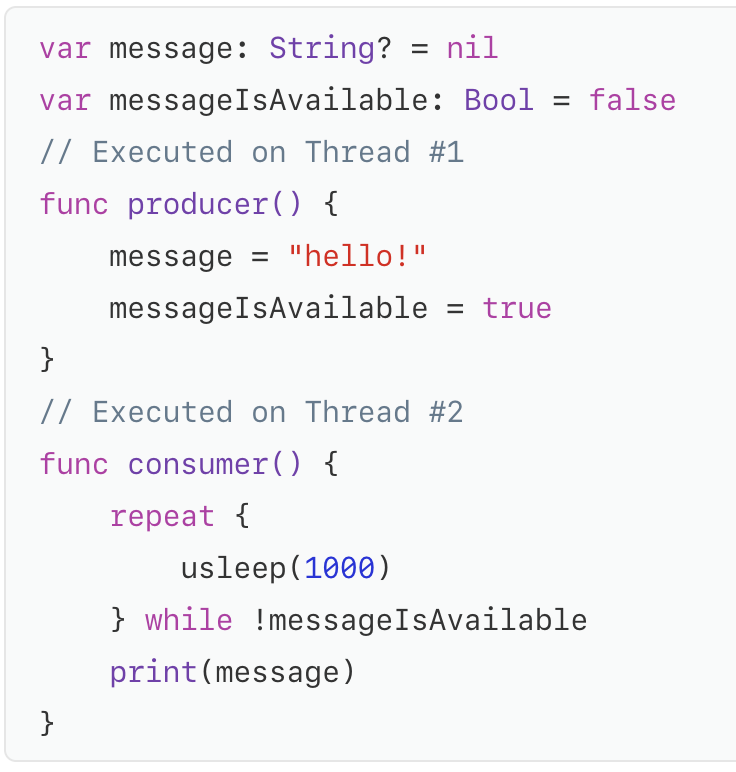 var message: String? = nil
var messageIsAvailable: Bool = false
// Executed on Thread #1
func producer() {
    message = "hello!"
    messageIsAvailable = true
}
// Executed on Thread #2
func consumer() {
    repeat {
        usleep(1000)
    } while !messageIsAvailable
    print(message)
}